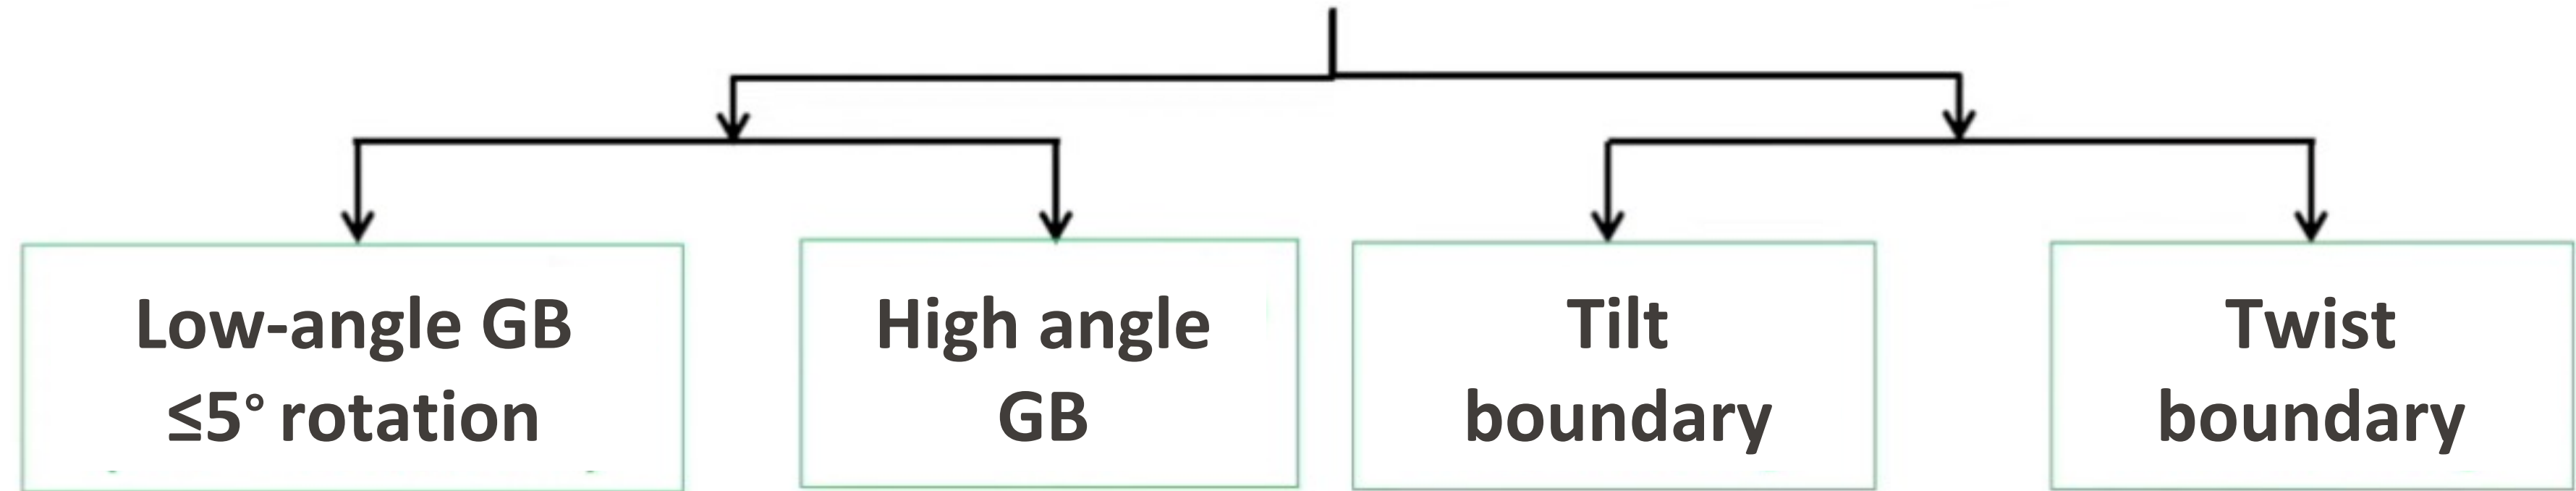 Low-angle GB
≤5° rotation
High angle
GB
Tilt
boundary
Twist
boundary